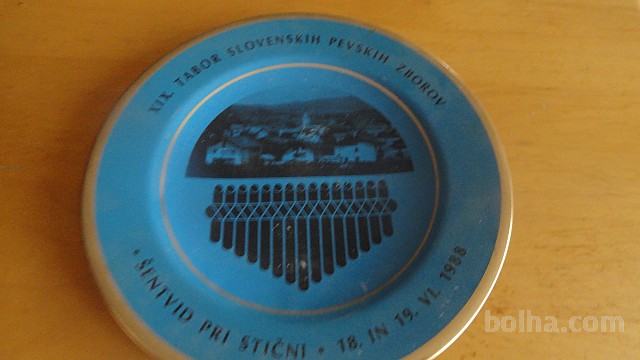 XIX. TABOR SLOVENSKIH PEVSKIH ZBOROV
• ŠENTVID PRI STIČNI • 18. IN 19. VI. 1988
bolha.com